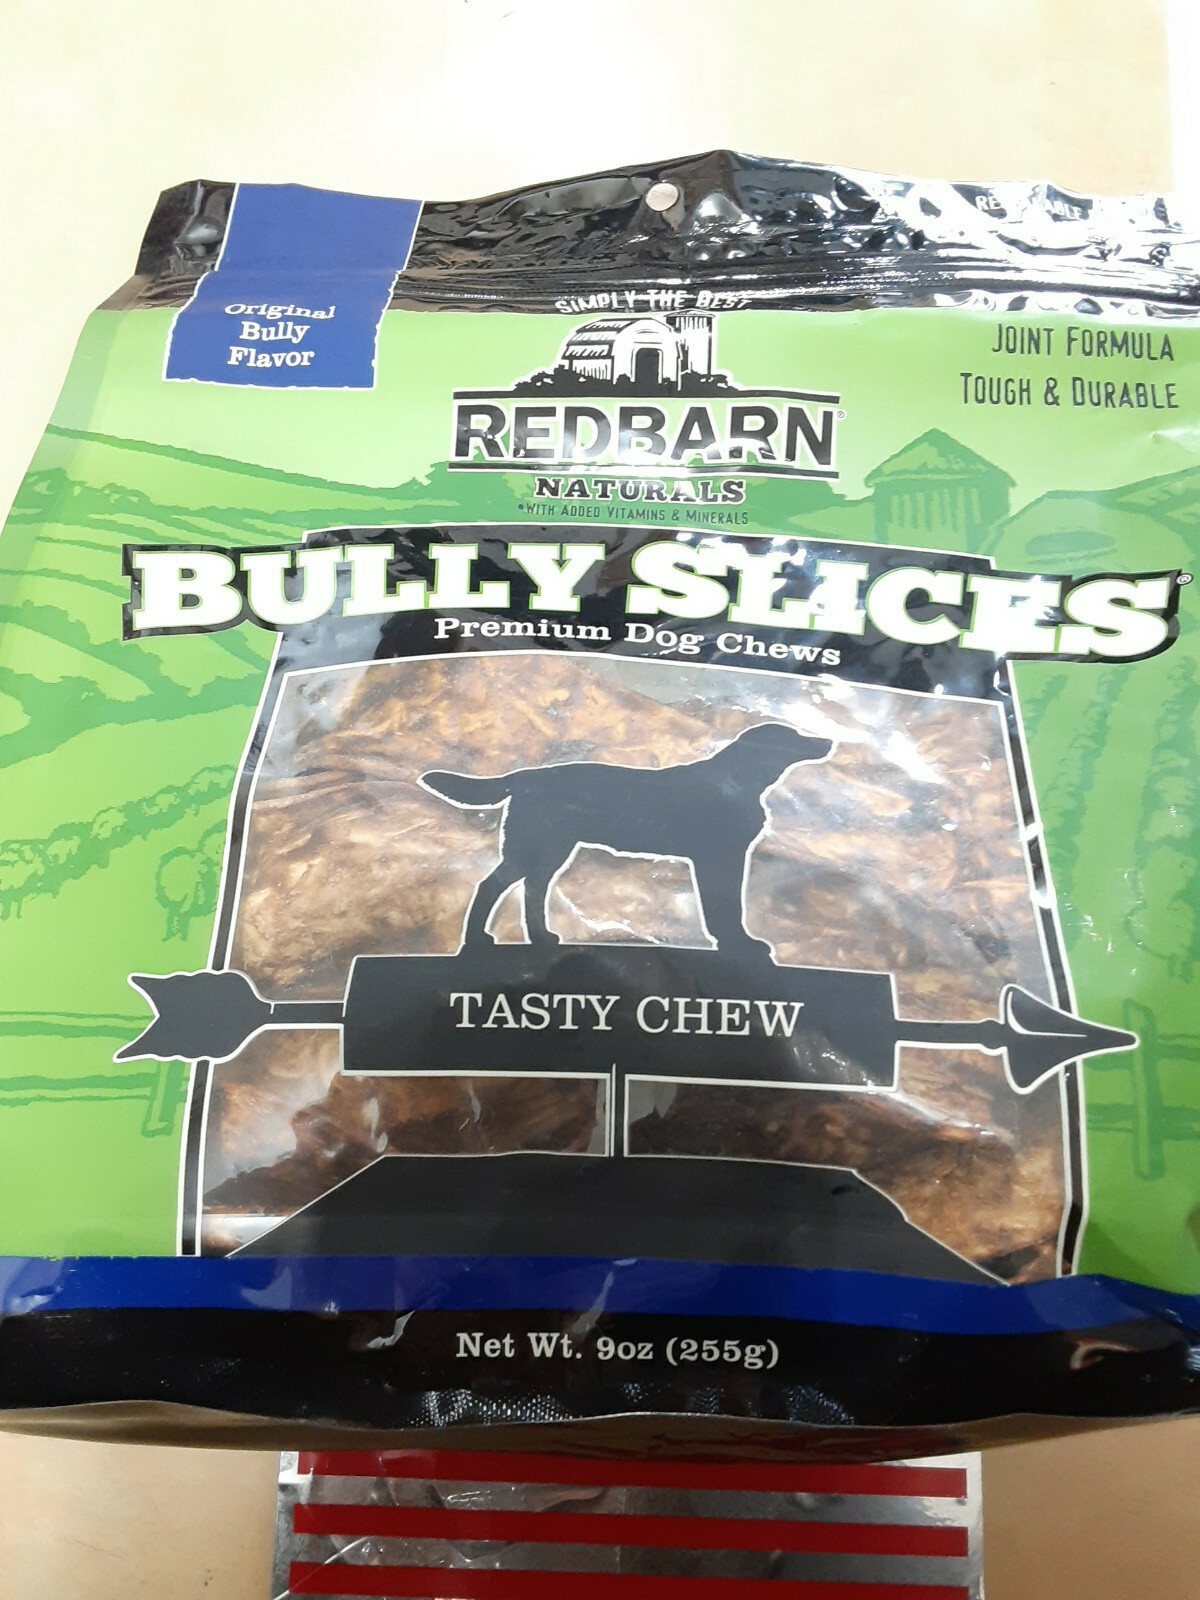 RESEALABLE
Original
Bully
Flavor
SIMPLY THE BEST
JOINT FORMULA
TOUGH & DURABLE
REDBARN®
NATURALS
*WITH ADDED VITAMINS & MINERALS
BULLY SLICES®
Premium Dog Chews
TASTY CHEW
Net Wt. 9oz (255g)